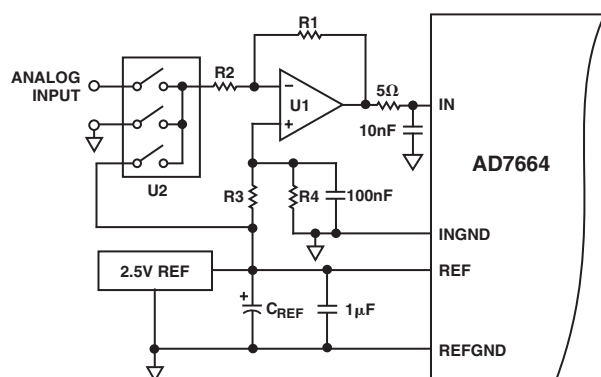 R1
ANALOG
INPUT
R2
–
U1
+
5Ω
IN
10nF
AD7664
U2
R3
R4
100nF
INGND
2.5V REF
REF
+
CREF
1μF
REFGND